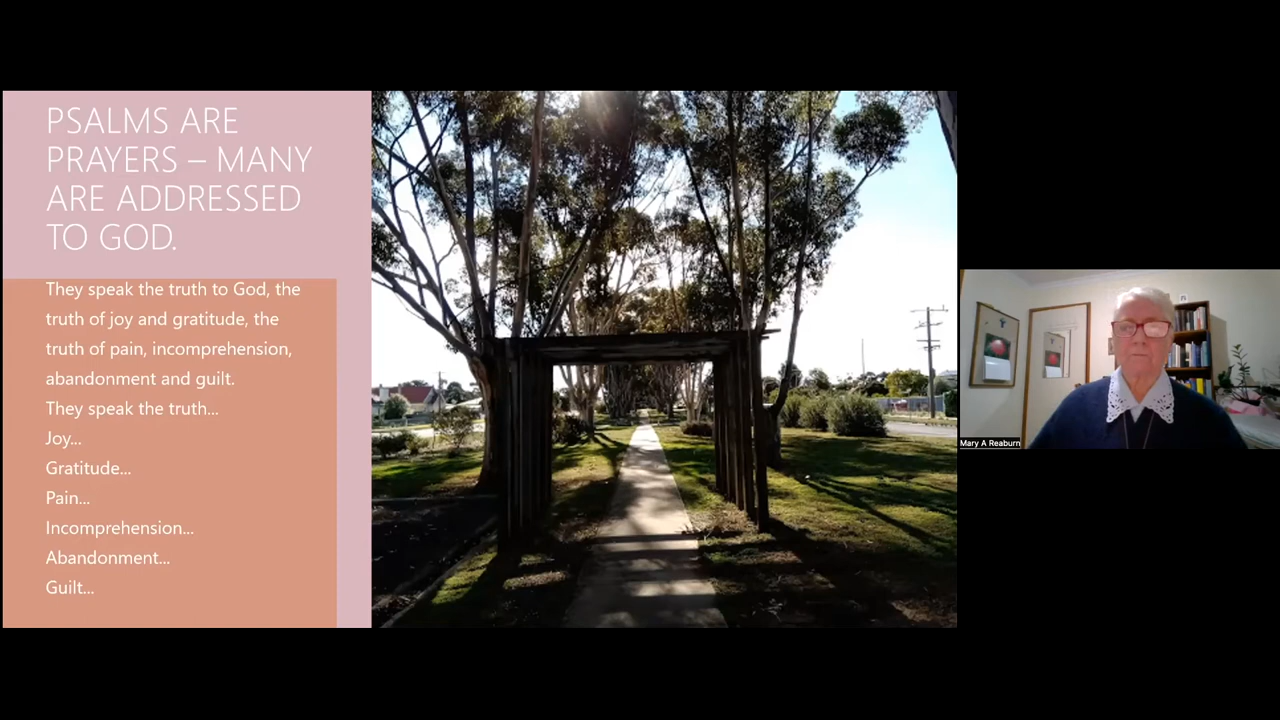 PSALMS ARE
PRAYERS – MANY
ARE ADDRESSED
TO GOD.
They speak the truth to God, the
truth of joy and gratitude, the
truth of pain, incomprehension,
abandonment and guilt.
They speak the truth...
Joy...
Gratitude...
Pain...
Incomprehension...
Abandonment...
Guilt...
Mary A Reaburn